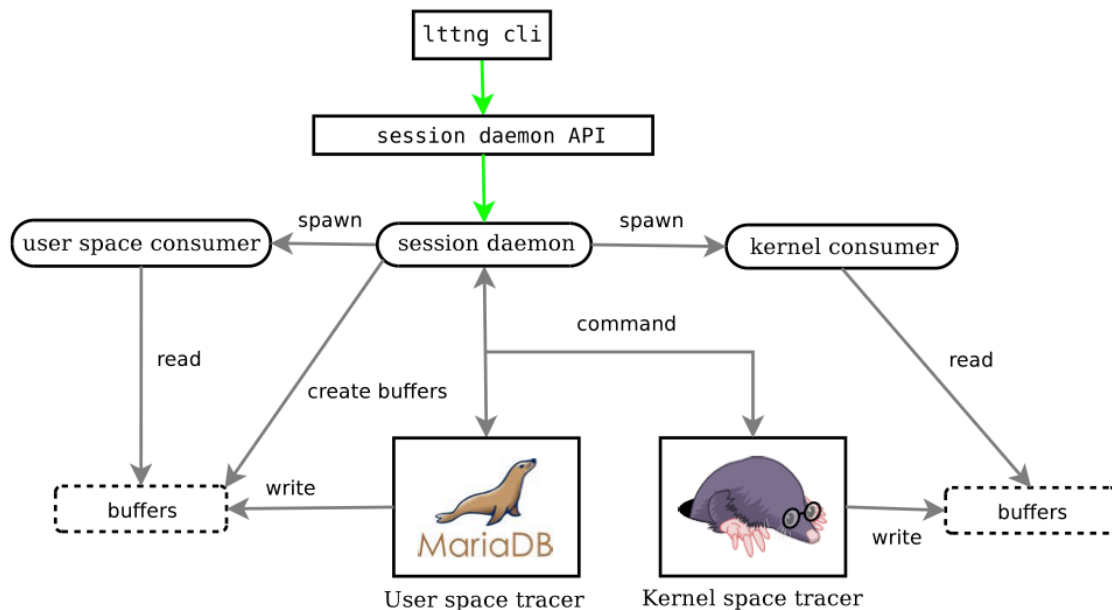 lttng cli
session daemon API
spawn
spawn
user space consumer
session daemon
kernel consumer
command
read
read
create buffers
buffers
write
MariaDB
write
buffers
User space tracer
Kernel space tracer